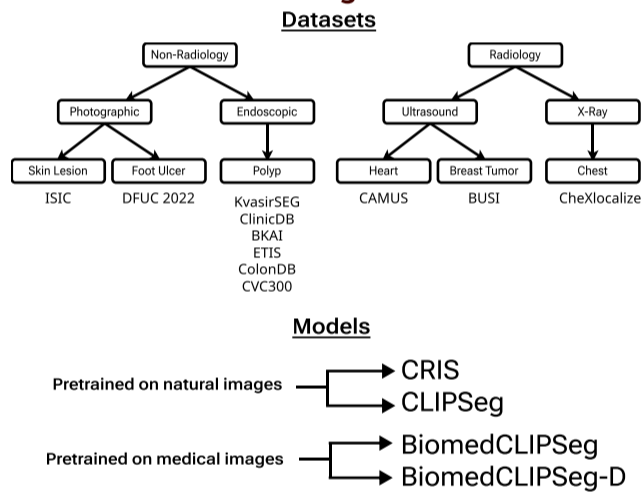 Datasets
Non-Radiology
Radiology
Photographic
Endoscopic
Ultrasound
X-Ray
Skin Lesion
Foot Ulcer
Polyp
Heart
Breast Tumor
Chest
ISIC
DFUC 2022
KvasirSEG
ClinicDB
BKAI
ETIS
ColonDB
CVC300
CAMUS
BUSI
CheXlocalize
Models
Pretrained on natural images
CRIS
CLIPSeg
Pretrained on medical images
BiomedCLIPSeg
BiomedCLIPSeg-D